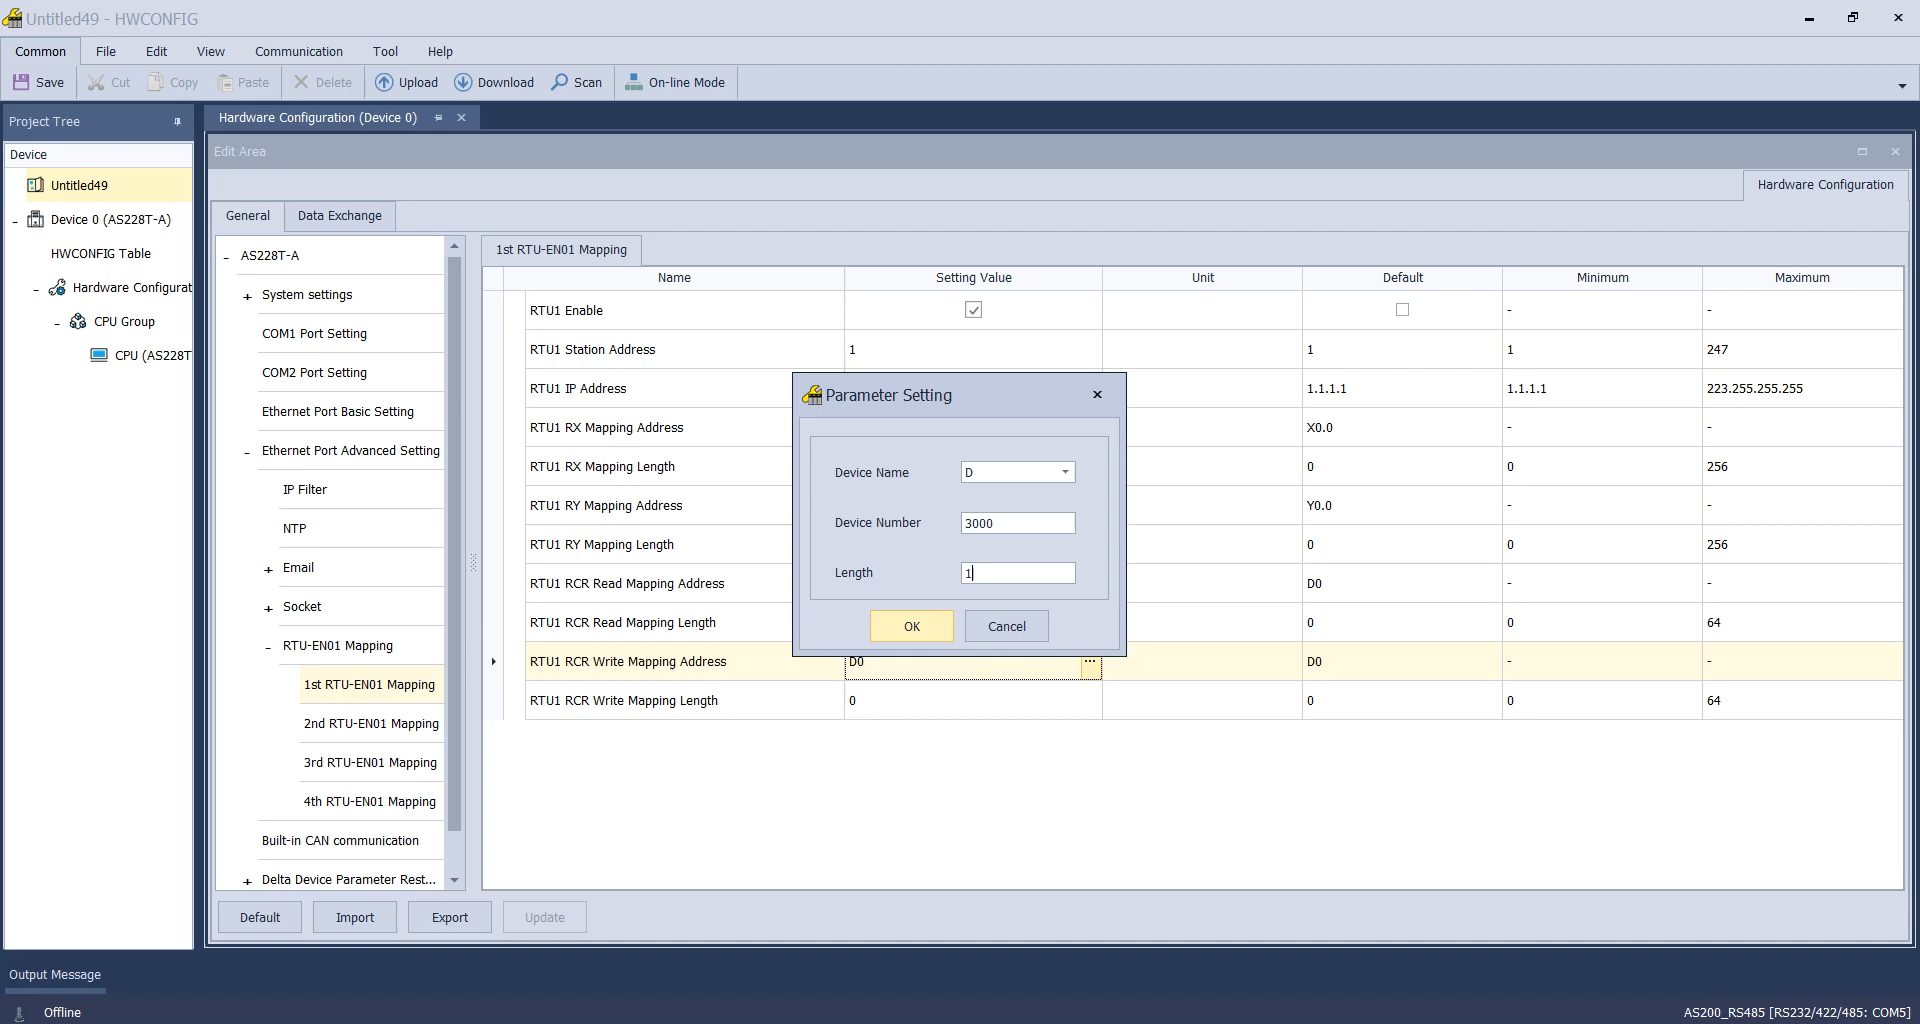 Untitled49 - HWCONFIG
Common File Edit View Communication Tool Help
Save Cut Copy Paste Delete Upload Download Scan On-line Mode
Project Tree
Device
Untitled49
Device 0 (AS228T-A)
HWCONFIG Table
Hardware Configurat
CPU Group
CPU (AS228T
Hardware Configuration (Device 0)
Edit Area
Hardware Configuration
General Data Exchange
AS228T-A
System settings
COM1 Port Setting
COM2 Port Setting
Ethernet Port Basic Setting
Ethernet Port Advanced Setting
IP Filter
NTP
Email
Socket
RTU-EN01 Mapping
1st RTU-EN01 Mapping
2nd RTU-EN01 Mapping
3rd RTU-EN01 Mapping
4th RTU-EN01 Mapping
Built-in CAN communication
Delta Device Parameter Rest...
1st RTU-EN01 Mapping
Name Setting Value Unit Default Minimum Maximum
RTU1 Enable - -
RTU1 Station Address 1 1 1 247
RTU1 IP Address 1.1.1.1 1.1.1.1 223.255.255.255
RTU1 RX Mapping Address X0.0 - -
RTU1 RX Mapping Length 0 0 256
RTU1 RY Mapping Address Y0.0 - -
RTU1 RY Mapping Length 0 0 256
RTU1 RCR Read Mapping Address D0 - -
RTU1 RCR Read Mapping Length 0 0 64
RTU1 RCR Write Mapping Address D0 ... D0 - -
RTU1 RCR Write Mapping Length 0 0 0 64
Parameter Setting
Device Name D
Device Number 3000
Length 1
OK Cancel
Default Import Export Update
Output Message
Offline
AS200_RS485 [RS232/422/485: COM5]